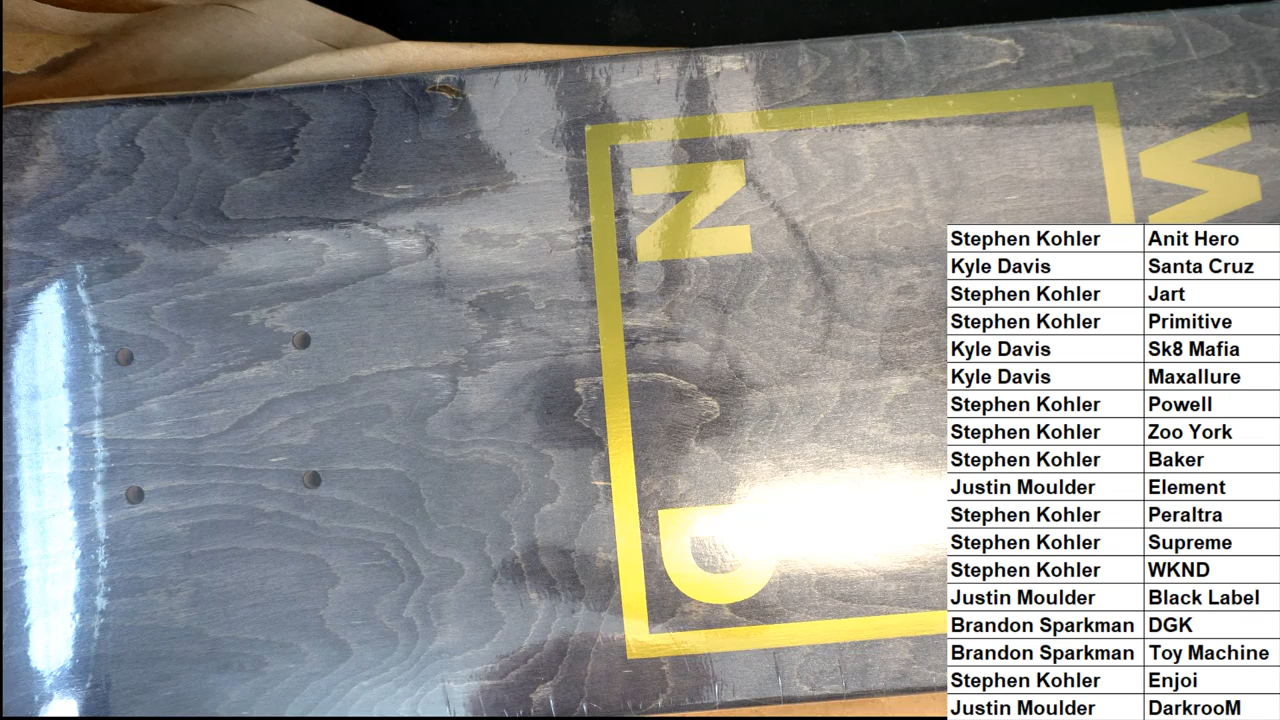 W
N
D
Stephen Kohler Anit Hero
Kyle Davis Santa Cruz
Stephen Kohler Jart
Stephen Kohler Primitive
Kyle Davis Sk8 Mafia
Kyle Davis Maxallure
Stephen Kohler Powell
Stephen Kohler Zoo York
Stephen Kohler Baker
Justin Moulder Element
Stephen Kohler Peraltra
Stephen Kohler Supreme
Stephen Kohler WKND
Justin Moulder Black Label
Brandon Sparkman DGK
Brandon Sparkman Toy Machine
Stephen Kohler Enjoi
Justin Moulder DarkrooM